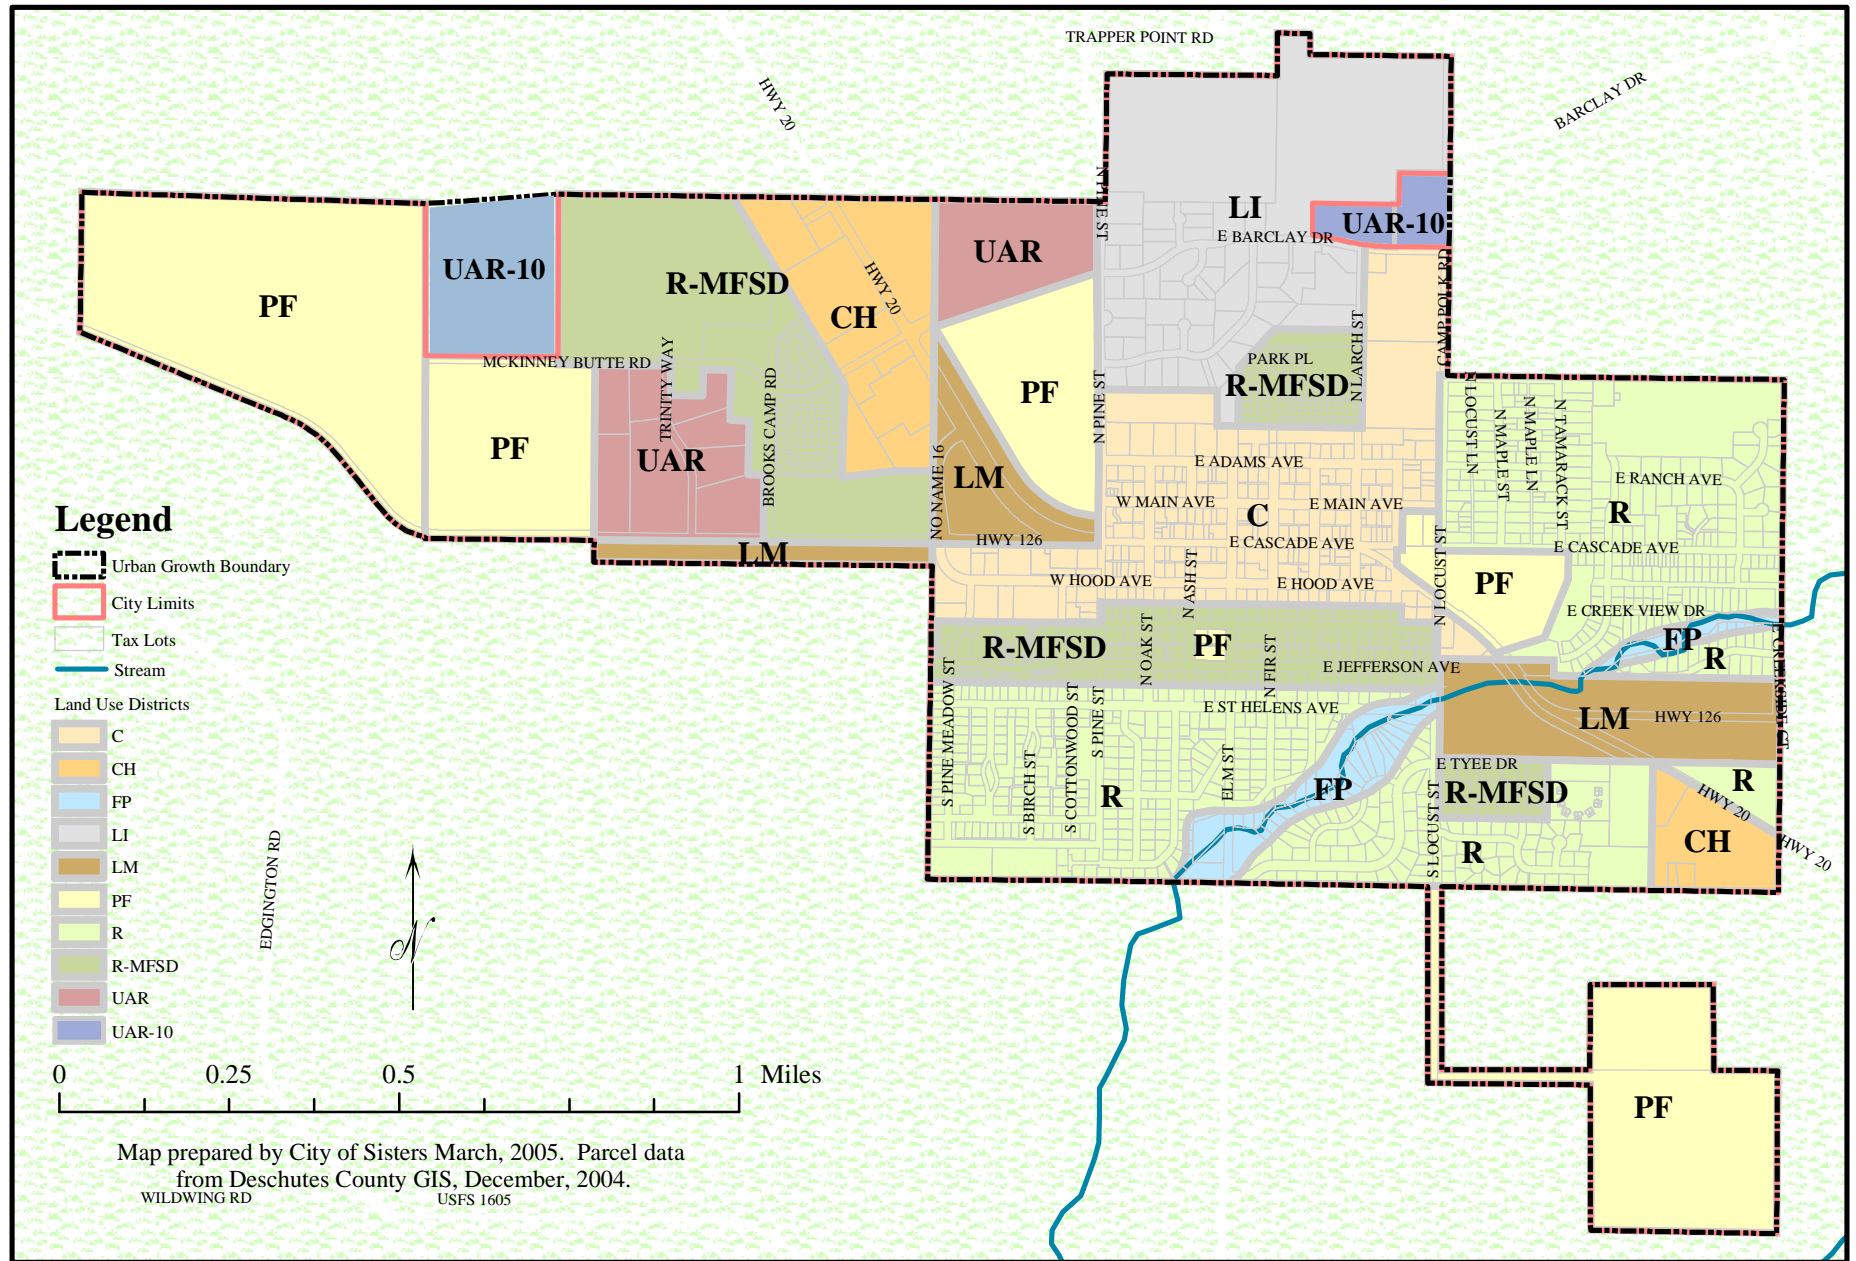 TRAPPER POINT RD
HWY 20
BARCLAY DR
N PINE ST
LI
UAR-10
E BARCLAY DR
UAR
UAR-10
R-MFSD
PF
CH
HWY 20
CAMP POLK RD
MCKINNEY BUTTE RD
TRINITY WAY
BROOKS CAMP RD
PARK PL
R-MFSD
N LARCH ST
PF
N PINE ST
N LOCUST LN
N MAPLE ST
N MAPLE LN
N TAMARACK ST
PF
UAR
LM
NO NAME 16
E ADAMS AVE
W MAIN AVE
E MAIN AVE
C
E RANCH AVE
R
HWY 126
E CASCADE AVE
E CASCADE AVE
LM
W HOOD AVE
N ASH ST
E HOOD AVE
N LOCUST ST
PF
E CREEK VIEW DR
FP
R
E CREEKSIDE CT
R-MFSD
N OAK ST
PF
N FIR ST
E JEFFERSON AVE
S PINE MEADOW ST
S BIRCH ST
S COTTONWOOD ST
S PINE ST
E ST HELENS AVE
ELM ST
R
FP
LM
HWY 126
E TYEE DR
R-MFSD
S LOCUST ST
R
R
HWY 20
CH
HWY 20
PF
Legend
Urban Growth Boundary
City Limits
Tax Lots
Stream
Land Use Districts
C
CH
FP
LI
LM
PF
R
R-MFSD
UAR
UAR-10
EDGINGTON RD
N
0 0.25 0.5 1 Miles
Map prepared by City of Sisters March, 2005. Parcel data
from Deschutes County GIS, December, 2004.
WILDWING RD
USFS 1605